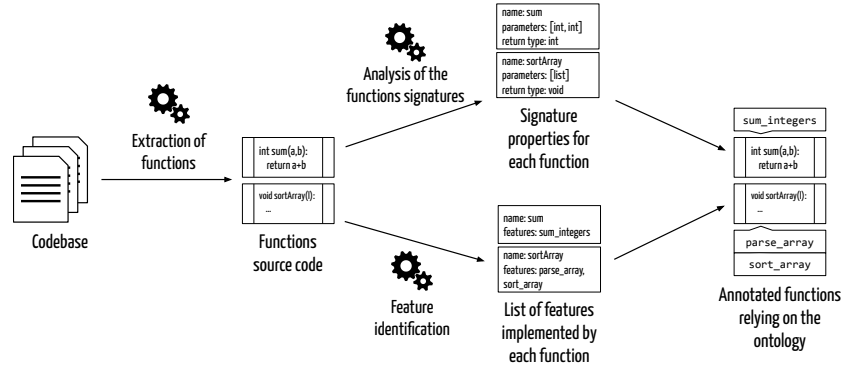 Codebase
Extraction of
functions
int sum(a,b):
return a+b
void sortArray(l):
...
Functions
source code
Analysis of the
functions signatures
name: sum
parameters: [int, int]
return type: int
name: sortArray
parameters: [list]
return type: void
Signature
properties for
each function
Feature
identification
name: sum
features: sum_integers
name: sortArray
features: parse_array,
sort_array
List of features
implemented by
each function
sum_integers
int sum(a,b):
return a+b
void sortArray(l):
...
parse_array
sort_array
Annotated functions
relying on the
ontology